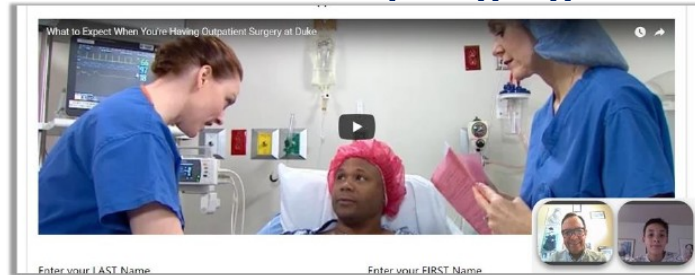 What to Expect When You're Having Outpatient Surgery at Duke
Enter your LAST Name
Enter your FIRST Name